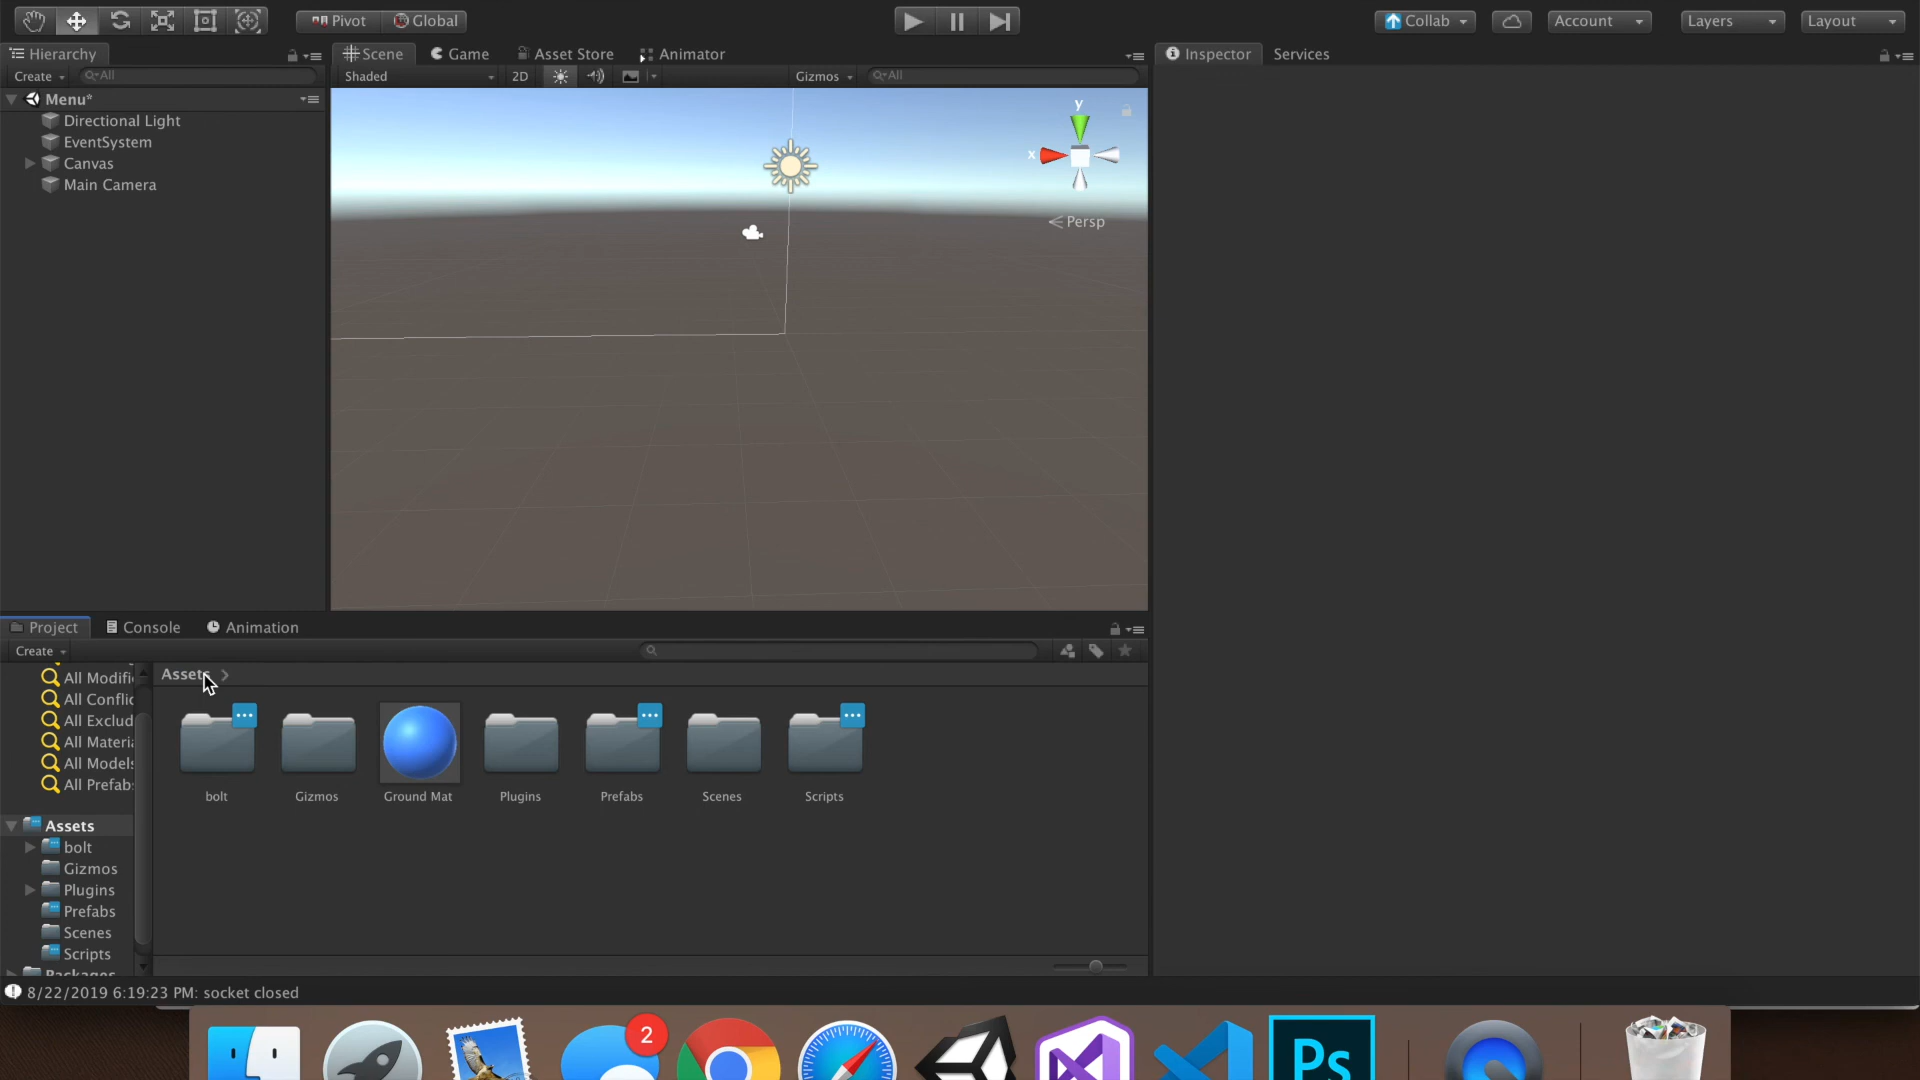 Pivot
Global
Collab
Account
Layers
Layout
Hierarchy
Scene
Game
Asset Store
Animator
Inspector
Services
Create
All
Shaded
2D
Gizmos
All
Menu*
Directional Light
EventSystem
Canvas
Main Camera
y
x
Persp
Project
Console
Animation
Create
All Modifi
All Conflic
All Exclud
All Materia
All Models
All Prefab
Assets
bolt
Gizmos
Plugins
Prefabs
Scenes
Scripts
Packages
Assets
bolt
Gizmos
Ground Mat
Plugins
Prefabs
Scenes
Scripts
8/22/2019 6:19:23 PM: socket closed
2
Ps